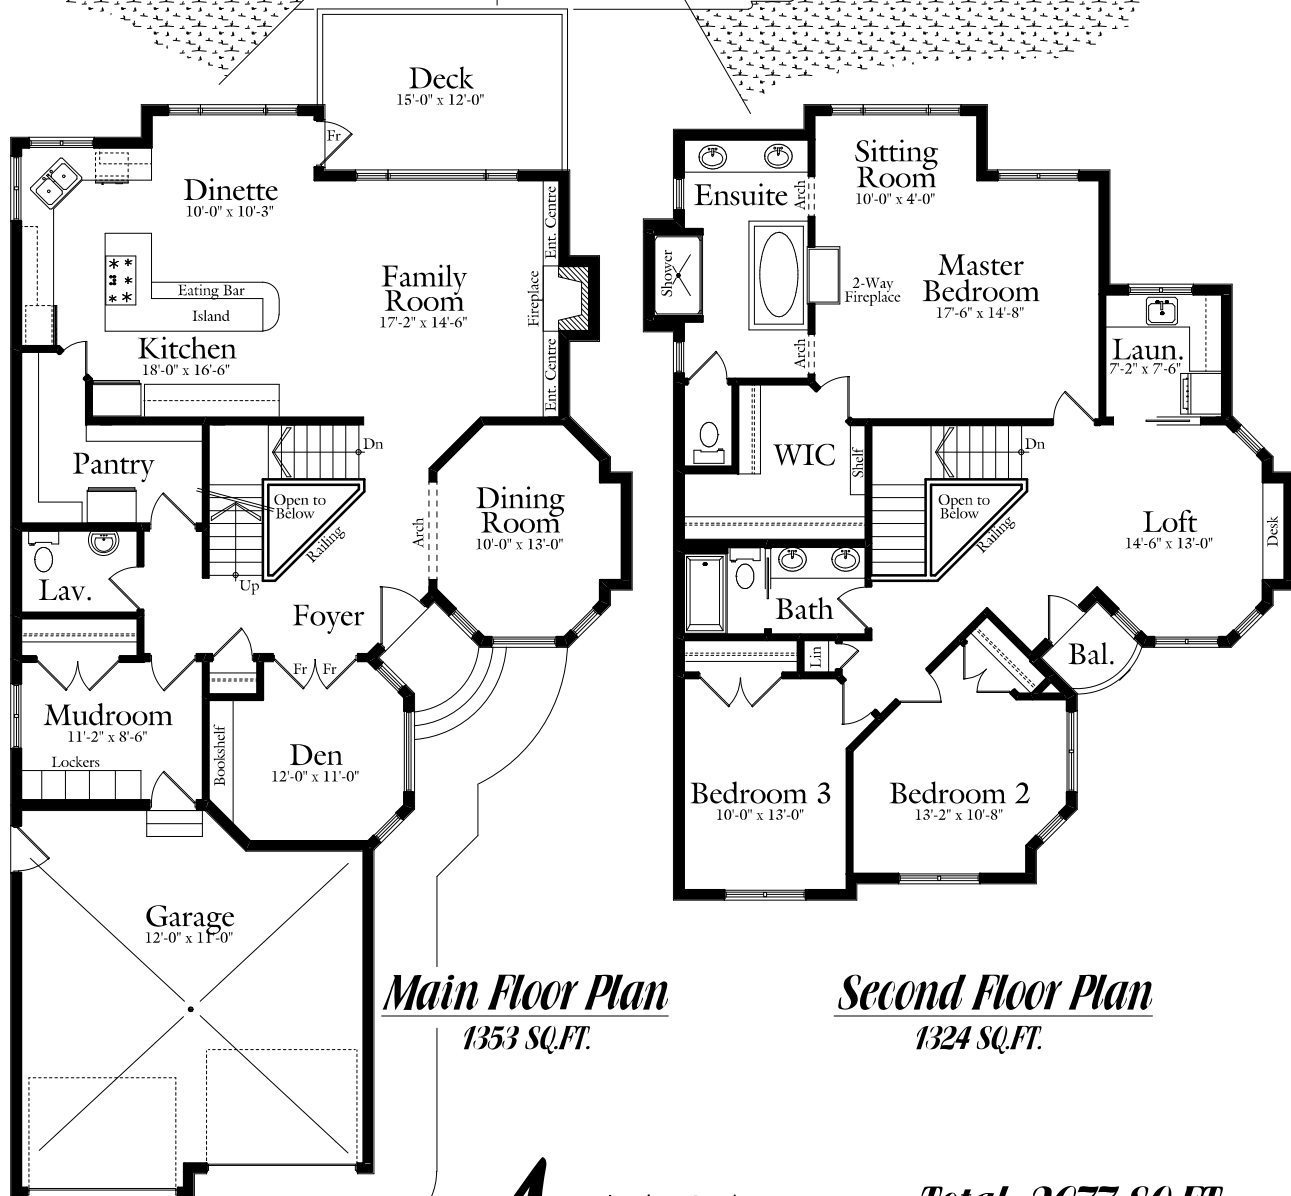 Deck
15'-0" x 12'-0"
Fr
Dinette
10'-0" x 10'-3"
Ent. Centre
Family
Room
17'-2" x 14'-6"
Fireplace
Eating Bar
Island
Kitchen
18'-0" x 16'-6"
Ent. Centre
Pantry
Dn
Open to
Below
Railing
Up
Arch
Dining
Room
10'-0" x 13'-0"
Lav.
Foyer
Fr
Fr
Mudroom
11'-2" x 8'-6"
Lockers
Bookshelf
Den
12'-0" x 11'-0"
Garage
12'-0" x 11'-0"
Main Floor Plan
1353 SQ.FT.
Sitting
Room
10'-0" x 4'-0"
Ensuite
Arch
Shower
2-Way
Fireplace
Master
Bedroom
17'-6" x 14'-8"
Arch
Laun.
7'-2" x 7'-6"
WIC
Shelf
Dn
Open to
Below
Railing
Loft
14'-6" x 13'-0"
Desk
Bath
Lin
Bal.
Bedroom 3
10'-0" x 13'-0"
Bedroom 2
13'-2" x 10'-8"
Second Floor Plan
1324 SQ.FT.
Total 2677 SQ.FT.